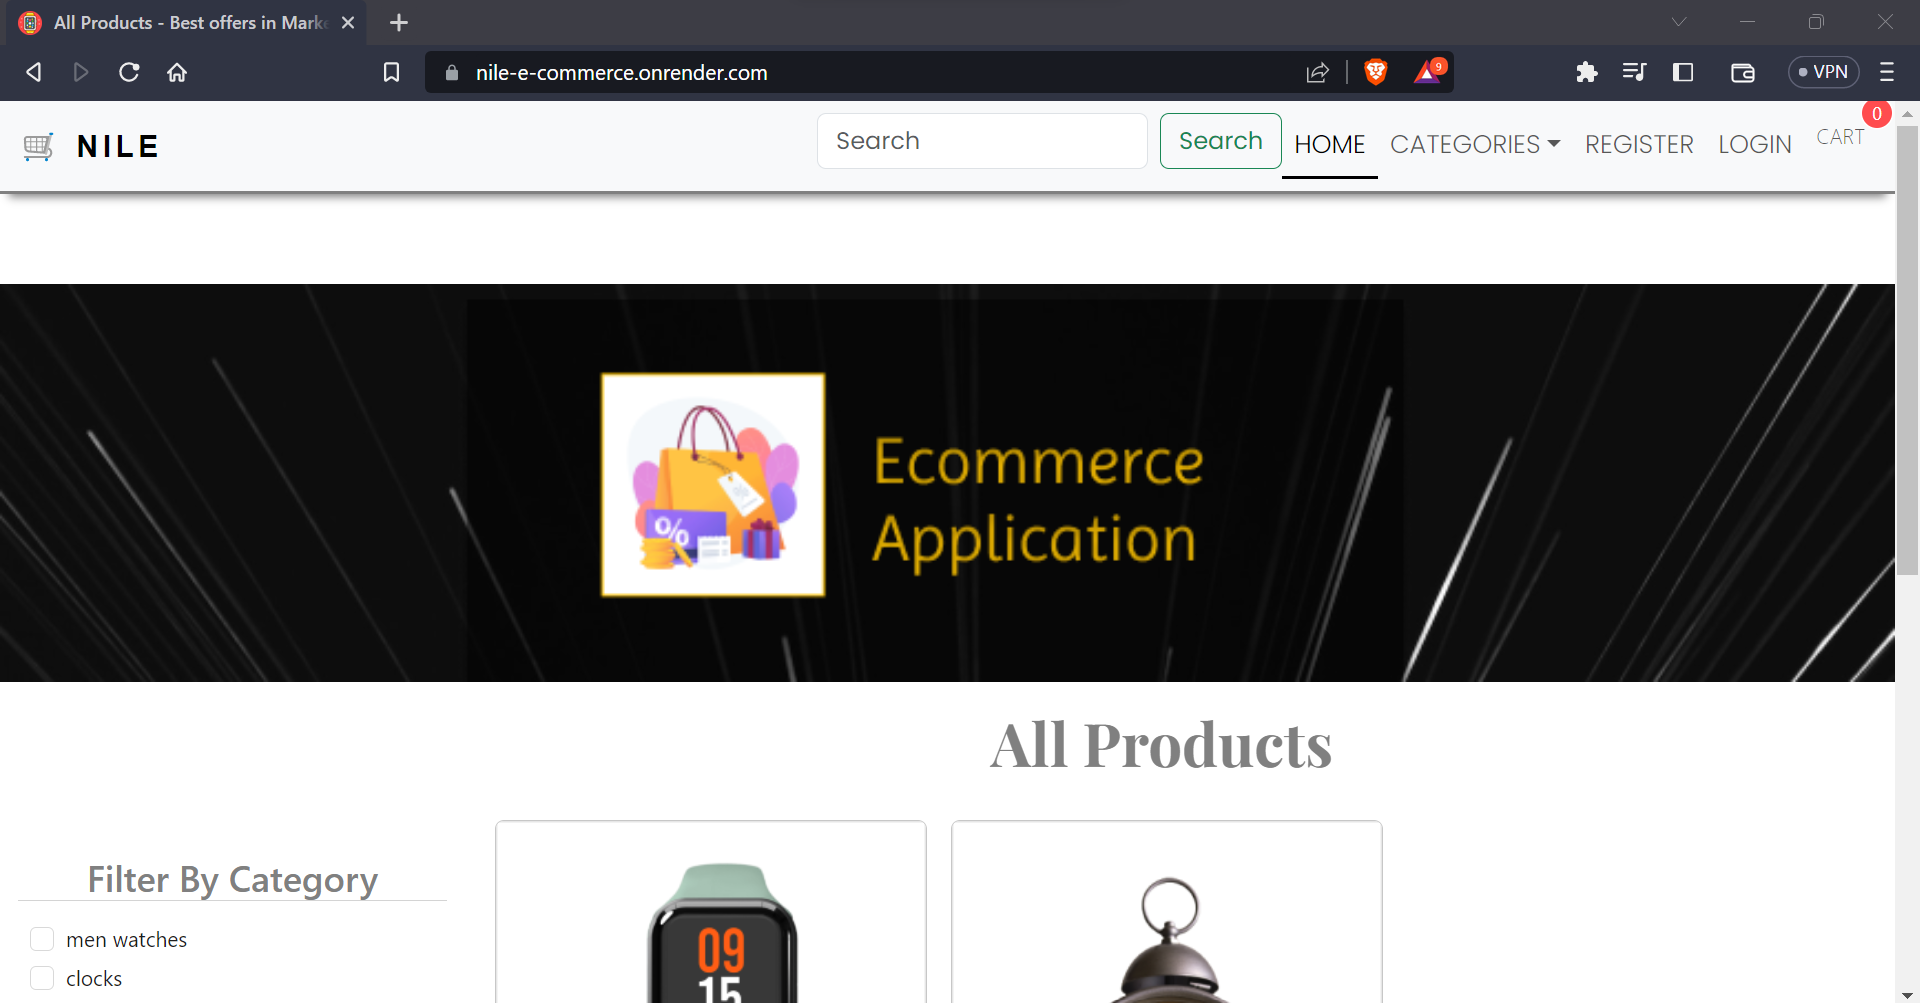 All Products - Best offers in Mark
nile-e-commerce.onrender.com
9
VPN
NILE
Search
Search
HOME
CATEGORIES
REGISTER
LOGIN
CART
0
%
Ecommerce
Application
All Products
Filter By Category
men watches
clocks
09
15